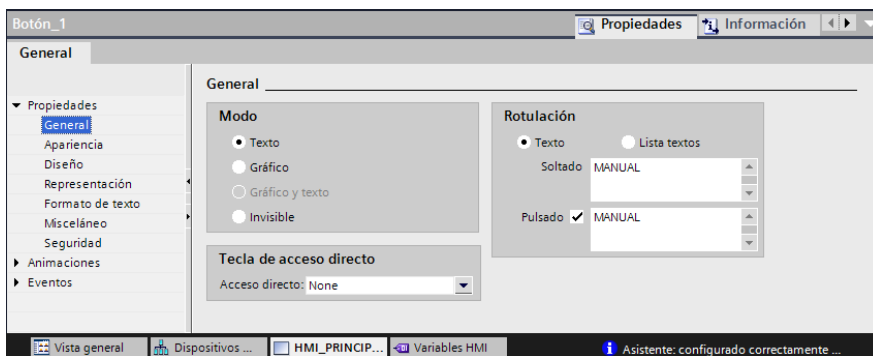 Botón_1
Propiedades
Información
General
General
Propiedades
General
Apariencia
Diseño
Representación
Formato de texto
Misceláneo
Seguridad
Animaciones
Eventos
Modo
Texto
Gráfico
Gráfico y texto
Invisible
Tecla de acceso directo
Acceso directo: None
Rotulación
Texto Lista textos
Soltado MANUAL
Pulsado MANUAL
Vista general Dispositivos ... HMI_PRINCIP... Variables HMI Asistente: configurado correctamente ...